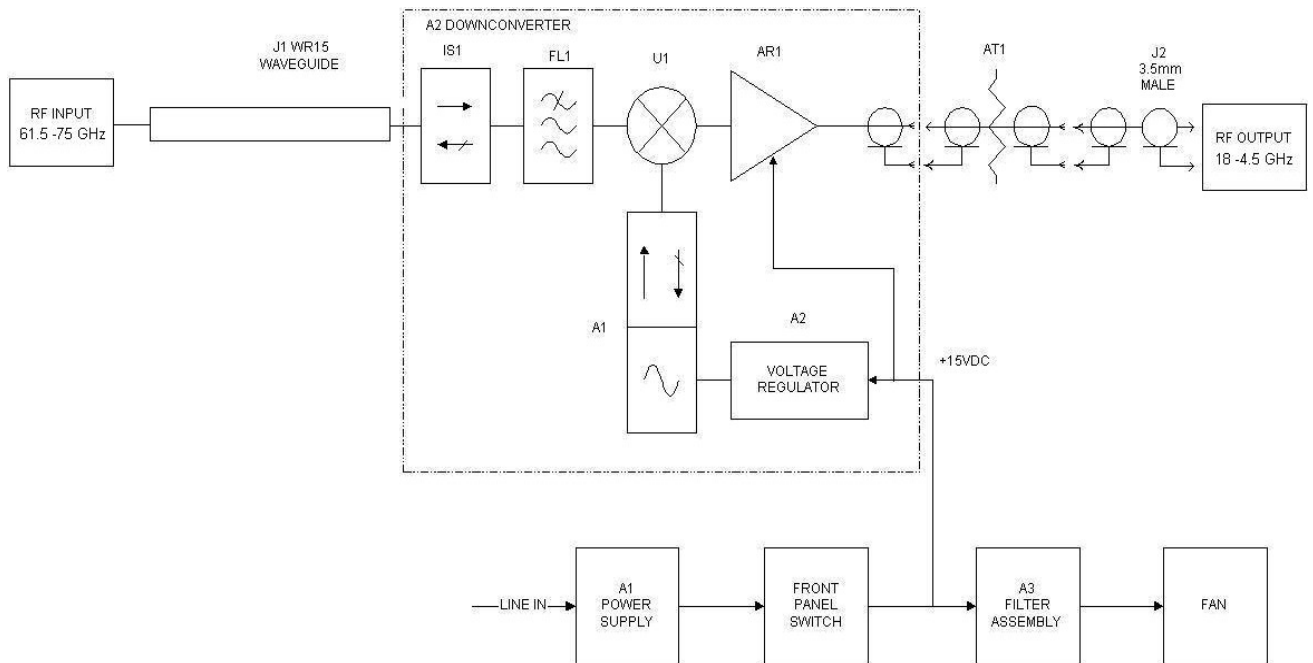 A2 DOWNCONVERTER
J1 WR15
WAVEGUIDE
IS1
FL1
U1
AR1
AT1
J2
3.5mm
MALE
RF INPUT
61.5 -75 GHz
RF OUTPUT
18 -4.5 GHz
A1
A2
VOLTAGE
REGULATOR
+15VDC
LINE IN
A1
POWER
SUPPLY
FRONT
PANEL
SWITCH
A3
FILTER
ASSEMBLY
FAN